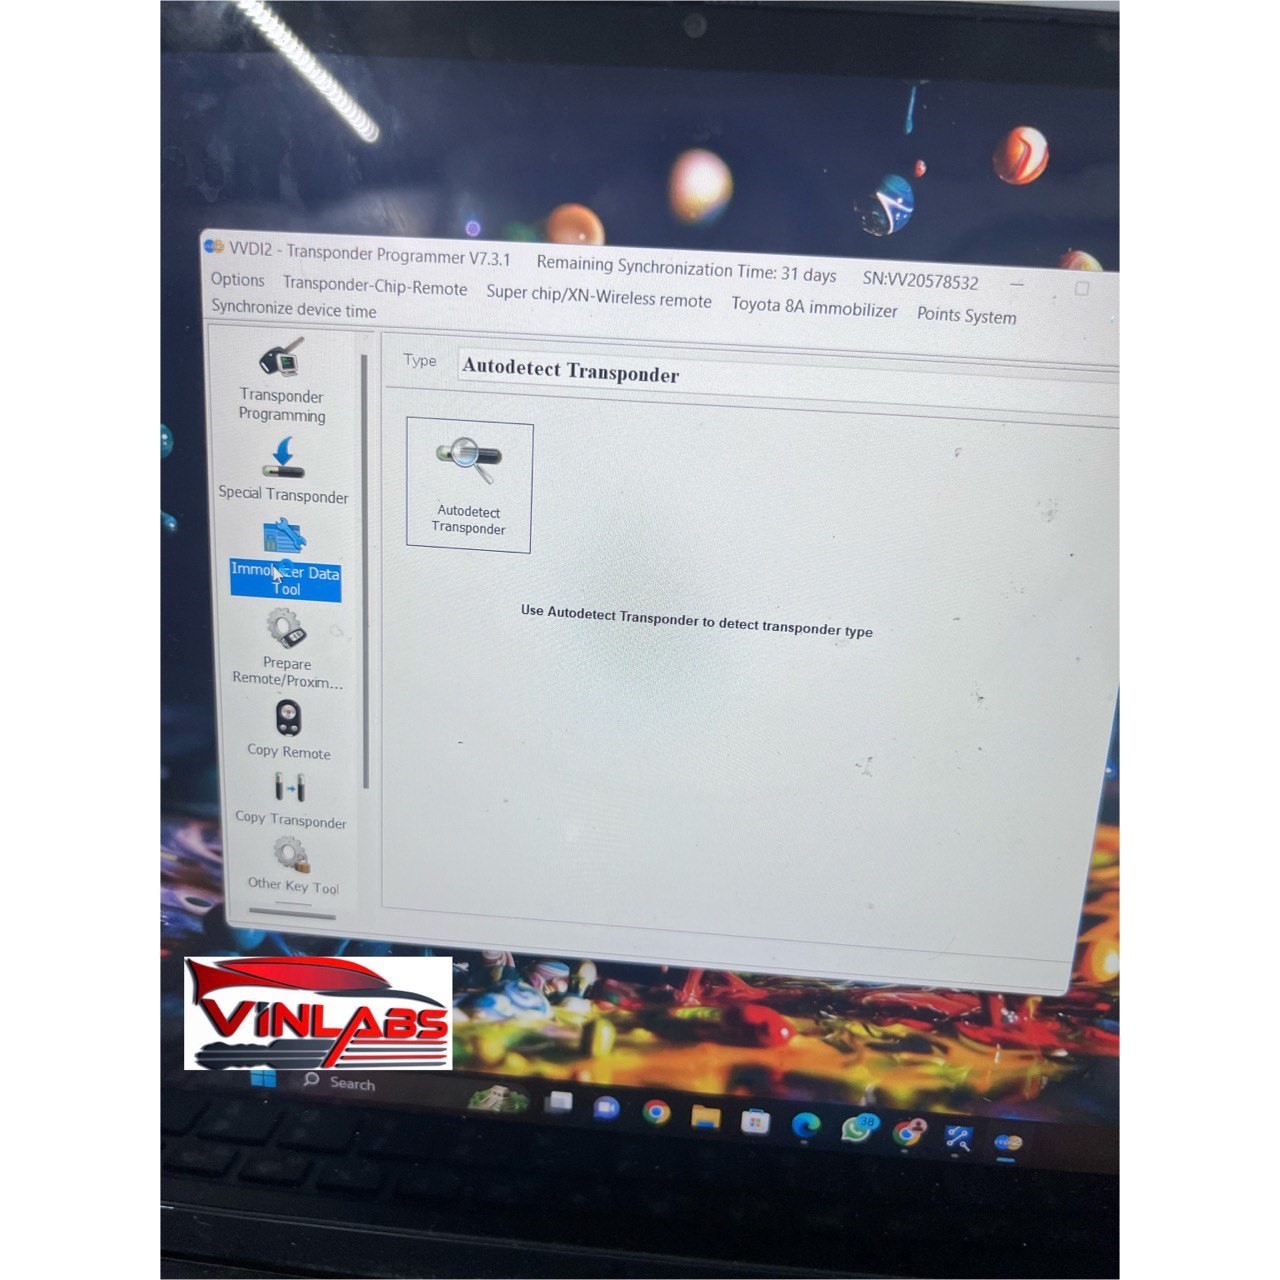 VVDI2 - Transponder Programmer V7.3.1 Remaining Synchronization Time: 31 days SN:VV20578532
Options Transponder-Chip-Remote Super chip/XN-Wireless remote Toyota 8A immobilizer Points System
Synchronize device time
Transponder
Programming
Special Transponder
Immobilizer Data
Tool
Prepare
Remote/Proxim...
Copy Remote
Copy Transponder
Other Key Tool
Type Autodetect Transponder
Autodetect
Transponder
Use Autodetect Transponder to detect transponder type
VINLABS
Search
38